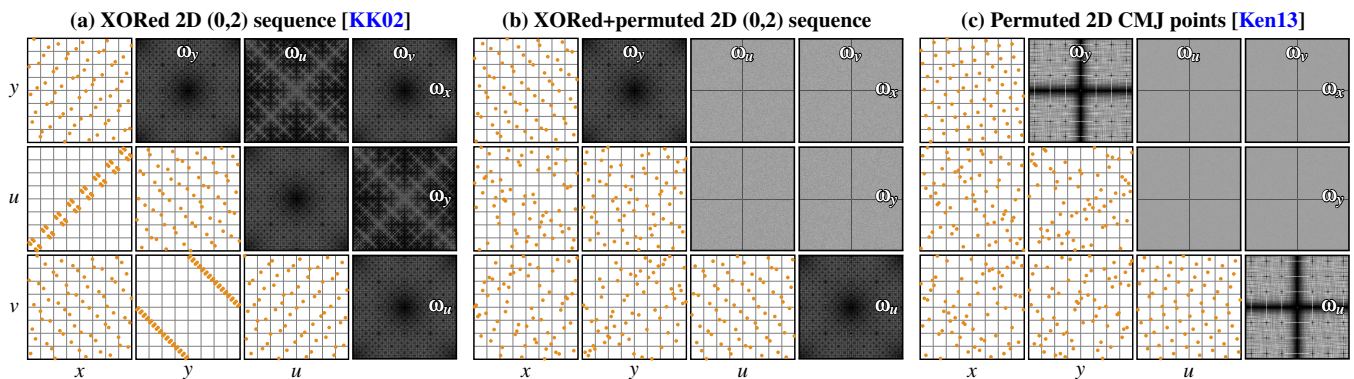 (a) XORed 2D (0,2) sequence [KK02]
(b) XORed+permuted 2D (0,2) sequence
(c) Permuted 2D CMJ points [Ken13]
ωy ωu ωv ωy ωu ωv ωy ωu ωv
y ωx ωx ωx
u ωy ωy ωy
v ωu ωu ωu
x y u x y u x y u